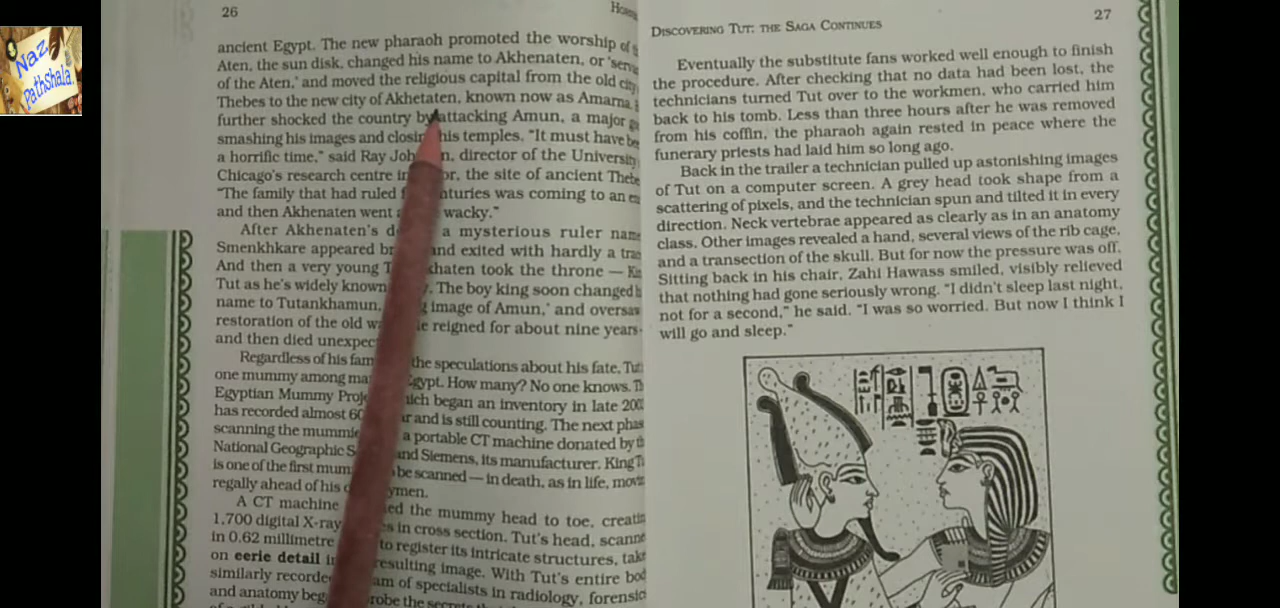 Naz
Pathshala
26
ancient Egypt. The new pharaoh promoted the worship of
Aten, the sun disk, changed his name to Akhenaten, or
of the Aten,' and moved the religious capital from the old city
Thebes to the new city of Akhetaten, known now as Amarna.
further shocked the country by attacking Amun, a major
smashing his images and closin his temples. "It must have
a horrific time," said Ray Joh n, director of the University
Chicago's research centre in or, the site of ancient
"The family that had ruled nturies was coming to an
and then Akhenaten went wacky."
After Akhenaten's d a mysterious ruler
Smenkhkare appeared br and exited with hardly a
And then a very young T khaten took the throne —
Tut as he's widely known . The boy king soon changed
name to Tutankhamun, image of Amun,' and
restoration of the old w e reigned for about nine years-
and then died unexpec
Regardless of his fam the speculations about his fate,
one mummy among ma Egypt. How many? No one knows.
Egyptian Mummy Proj ich began an inventory in late
has recorded almost 60 r and is still counting. The next
scanning the mummie a portable CT machine donated by
National Geographic S and Siemens, its manufacturer. King
is one of the first mum be scanned — in death, as in life,
regally ahead of his ymen.
A CT machine ed the mummy head to toe,
1,700 digital X-ray s in cross section. Tut's head,
in 0.62 millimetre to register its intricate structures,
on eerie detail in resulting image. With Tut's entire
similarly recorde am of specialists in radiology,
and anatomy beg robe the
27
DISCOVERING TUT: THE SAGA CONTINUES
Eventually the substitute fans worked well enough to finish
the procedure. After checking that no data had been lost, the
technicians turned Tut over to the workmen, who carried him
back to his tomb. Less than three hours after he was removed
from his coffin, the pharaoh again rested in peace where the
funerary priests had laid him so long ago.
Back in the trailer a technician pulled up astonishing images
of Tut on a computer screen. A grey head took shape from a
scattering of pixels, and the technician spun and tilted it in every
direction. Neck vertebrae appeared as clearly as in an anatomy
class. Other images revealed a hand, several views of the rib cage,
and a transection of the skull. But for now the pressure was off.
Sitting back in his chair, Zahi Hawass smiled, visibly relieved
that nothing had gone seriously wrong. "I didn't sleep last night,
not for a second," he said. "I was so worried. But now I think I
will go and sleep."